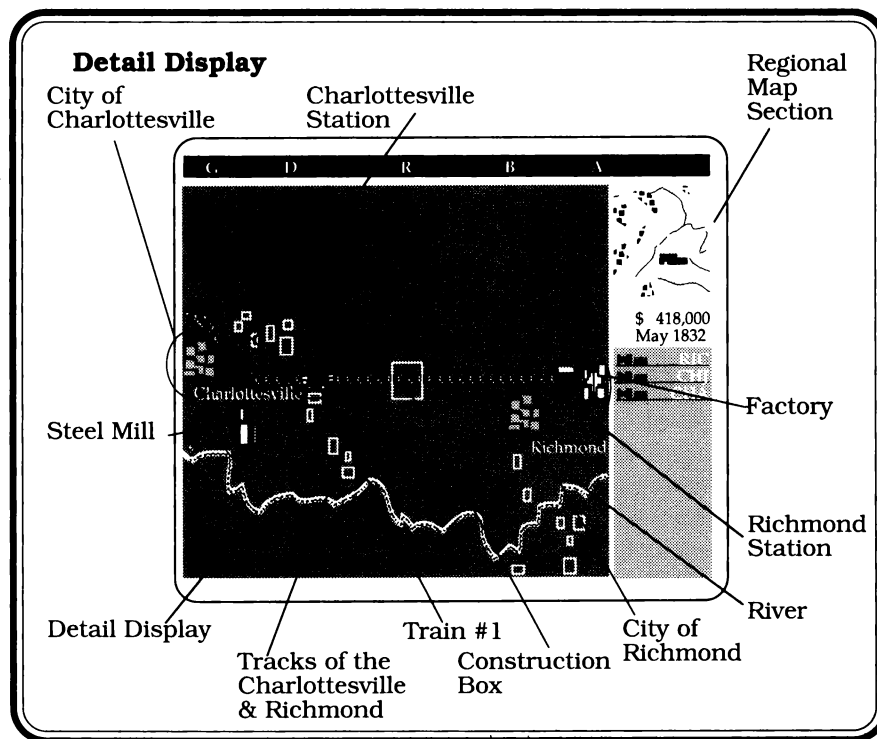 Detail Display
City of
Charlottesville
Charlottesville
Station
Regional
Map
Section
G D R B A
$ 418,000
May 1832
Charlottesville
Factory
Steel Mill
Richmond
Richmond
Station
River
Detail Display
Tracks of the
Charlottesville
& Richmond
Train #1
Construction
Box
City of
Richmond